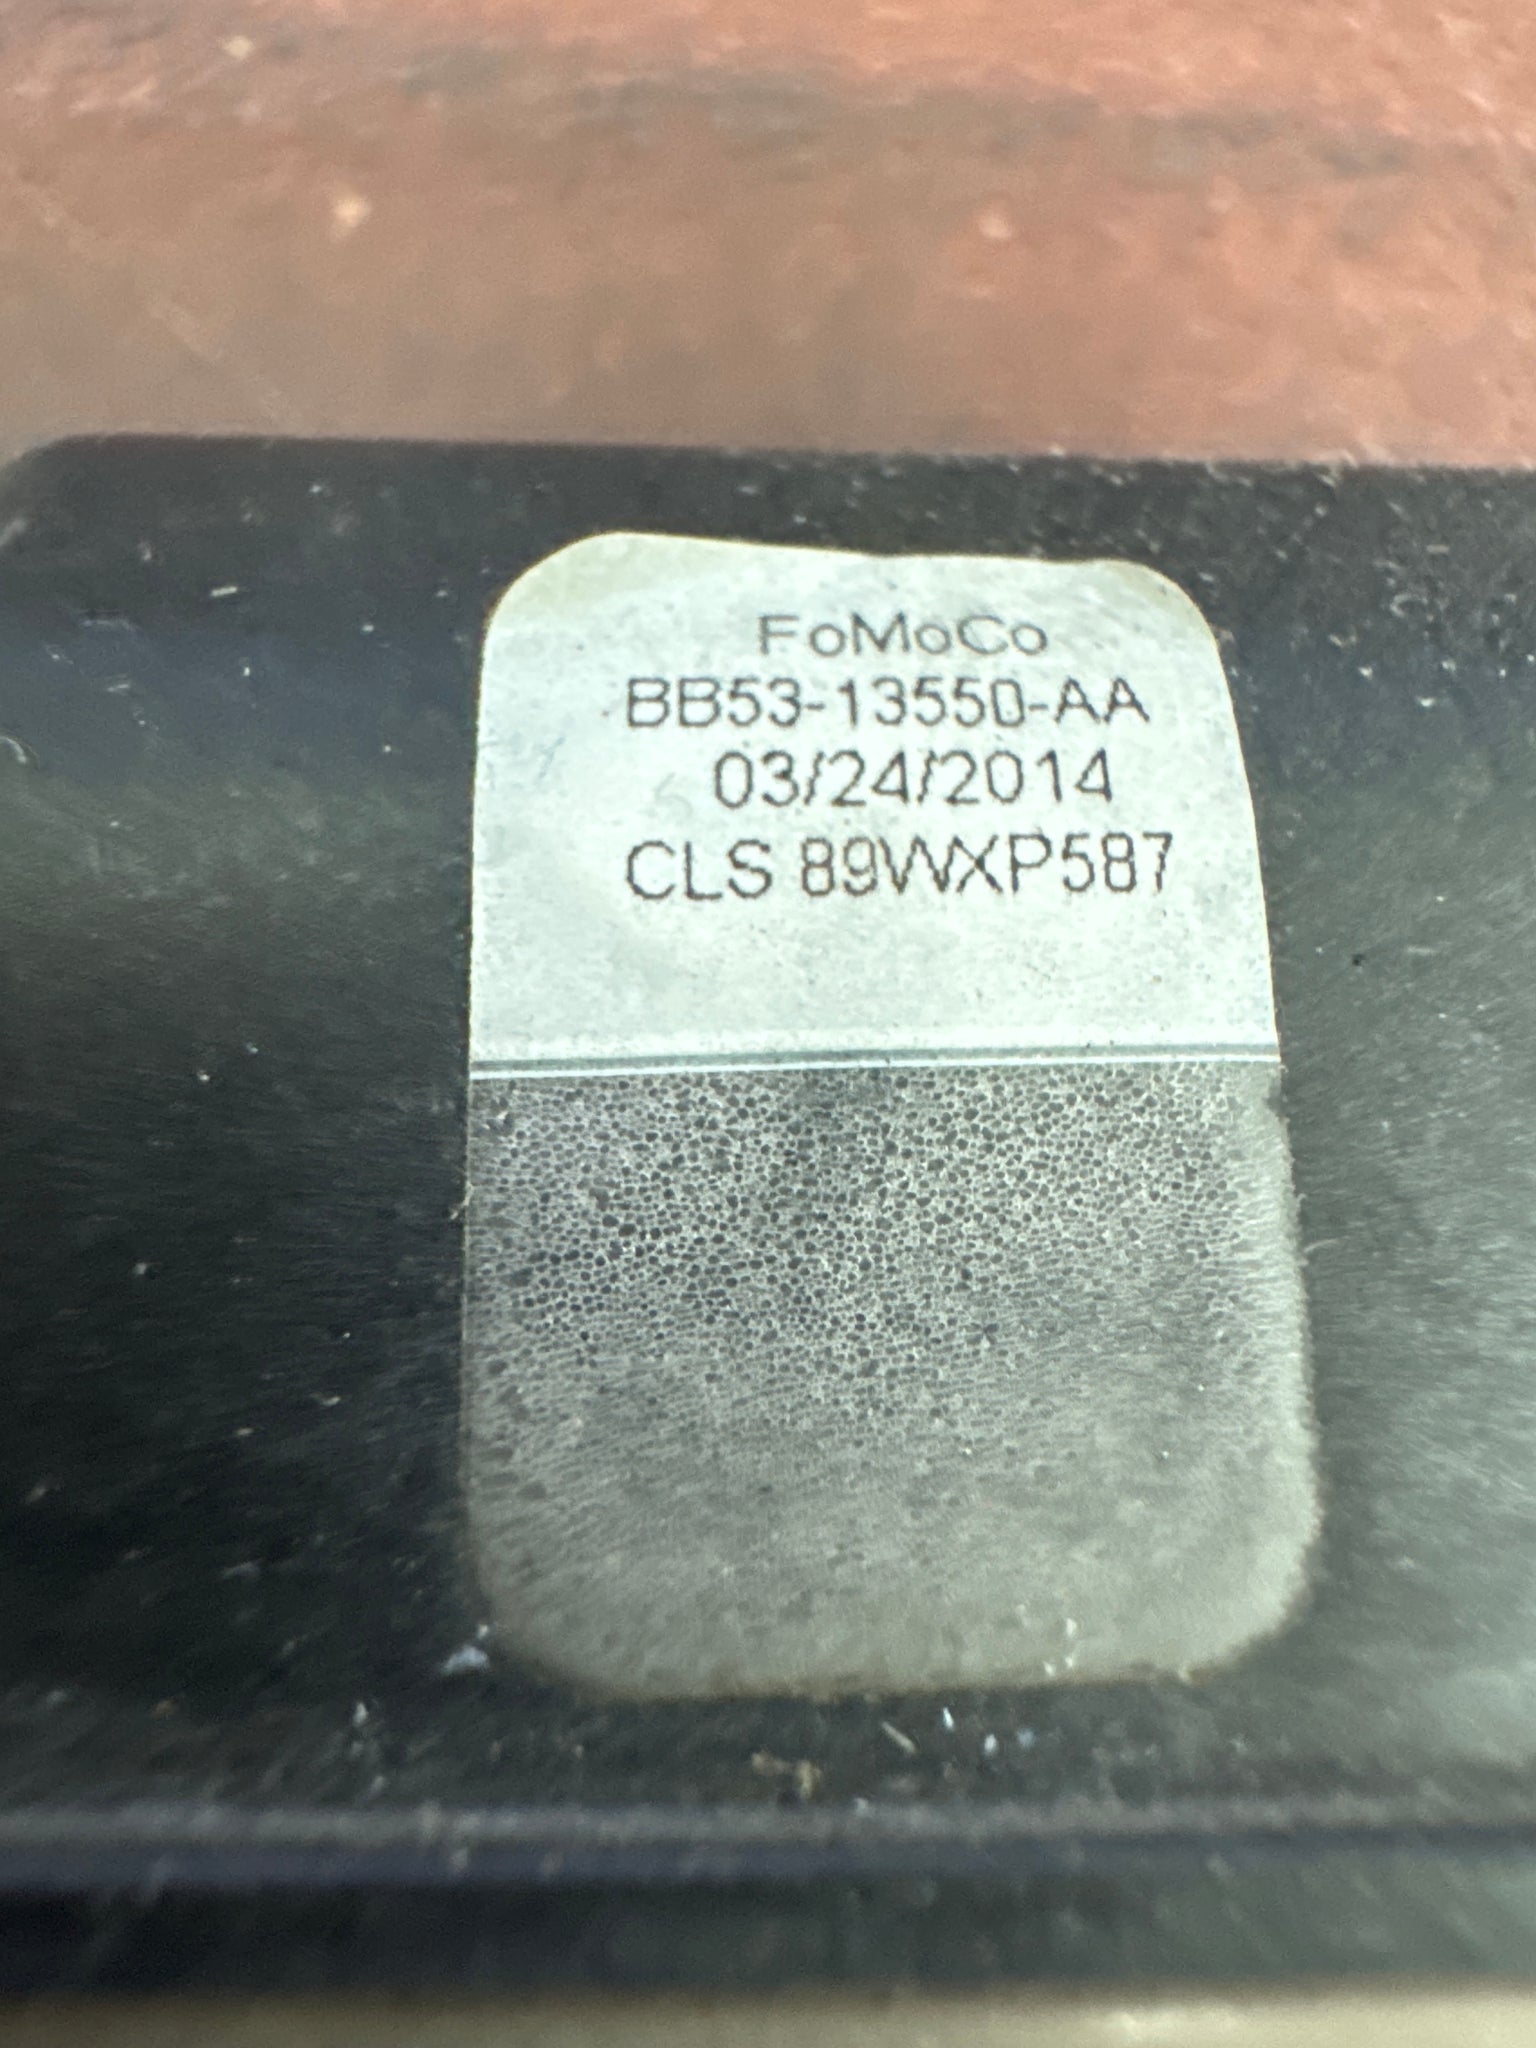 FoMoCo
BB53-13550-AA
03/24/2014
CLS 89WXP587